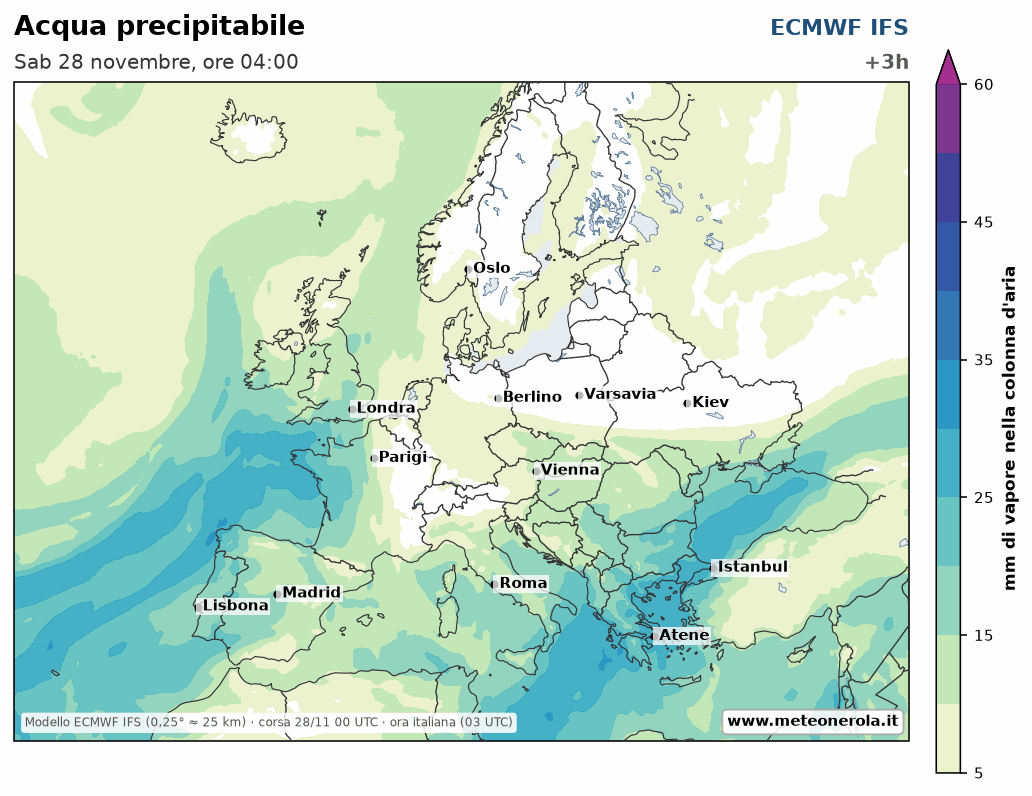 Acqua precipitabile
ECMWF IFS
Sab 28 novembre, ore 04:00
+3h
60
45
35
25
15
5
mm di vapore nella colonna d'aria
Oslo
Berlino
Varsavia
Kiev
Londra
Parigi
Vienna
Istanbul
Roma
Madrid
Lisbona
Atene
Modello ECMWF IFS (0,25° ≈ 25 km) · corsa 28/11 00 UTC · ora italiana (03 UTC)
www.meteonerola.it